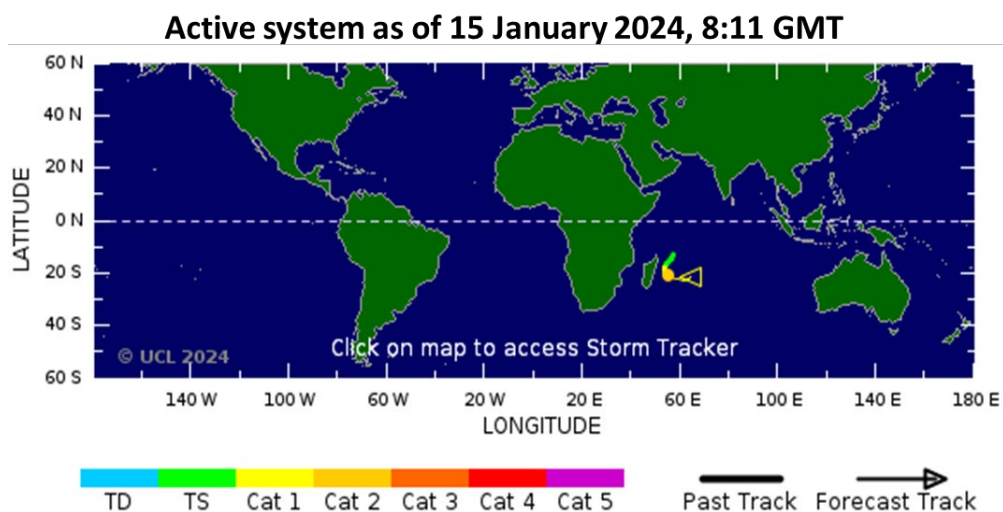 Active system as of 15 January 2024, 8:11 GMT
60 N
40 N
20 N
0 N
20 S
40 S
60 S
LATITUDE
Click on map to access Storm Tracker
© UCL 2024
140 W 100 W 60 W 20 W 20 E 60 E 100 E 140 E 180 E
LONGITUDE
TD TS Cat 1 Cat 2 Cat 3 Cat 4 Cat 5 Past Track Forecast Track